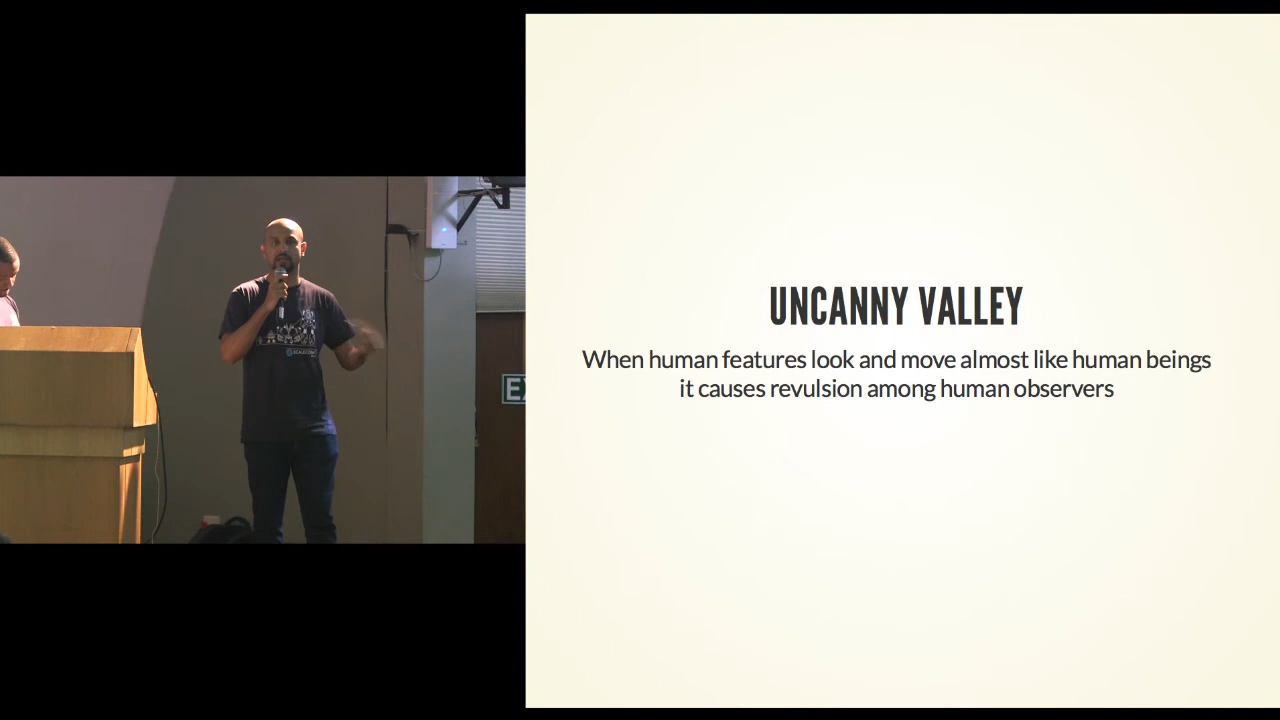 UNCANNY VALLEY
When human features look and move almost like human beings
it causes revulsion among human observers